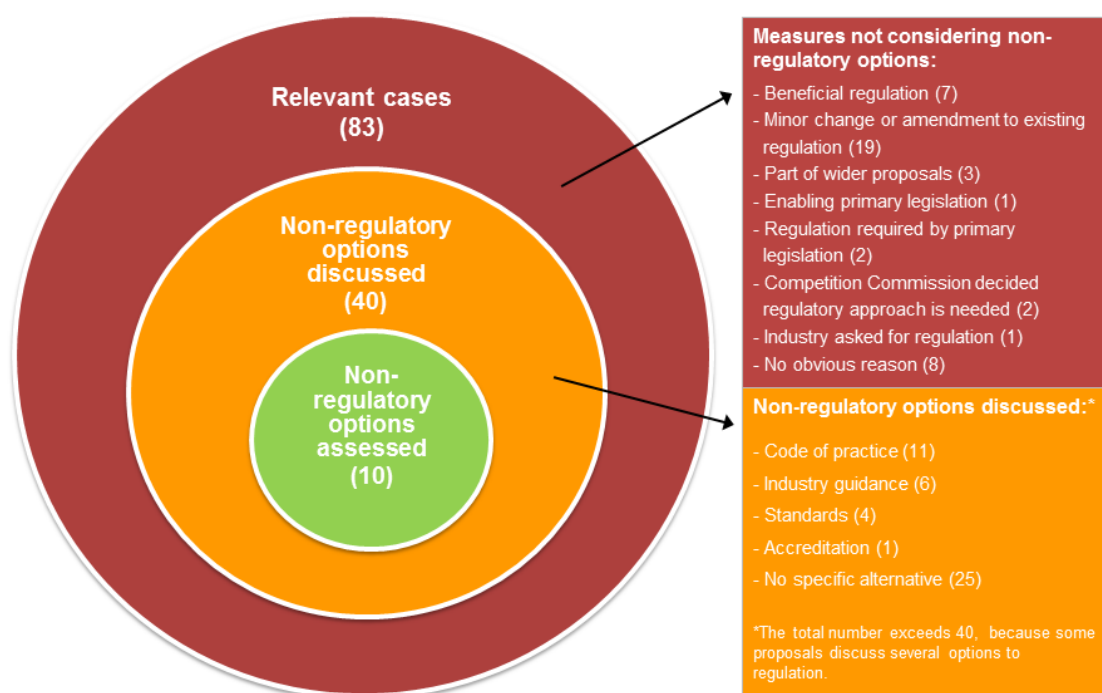 Relevant cases
(83)
Non-regulatory
options
discussed
(40)
Non-
regulatory
options
assessed
(10)
Measures not considering non-
regulatory options:
- Beneficial regulation (7)
- Minor change or amendment to existing
regulation (19)
- Part of wider proposals (3)
- Enabling primary legislation (1)
- Regulation required by primary
legislation (2)
- Competition Commission decided
regulatory approach is needed (2)
- Industry asked for regulation (1)
- No obvious reason (8)
Non-regulatory options discussed:*
- Code of practice (11)
- Industry guidance (6)
- Standards (4)
- Accreditation (1)
- No specific alternative (25)
*The total number exceeds 40, because some
proposals discuss several options to
regulation.